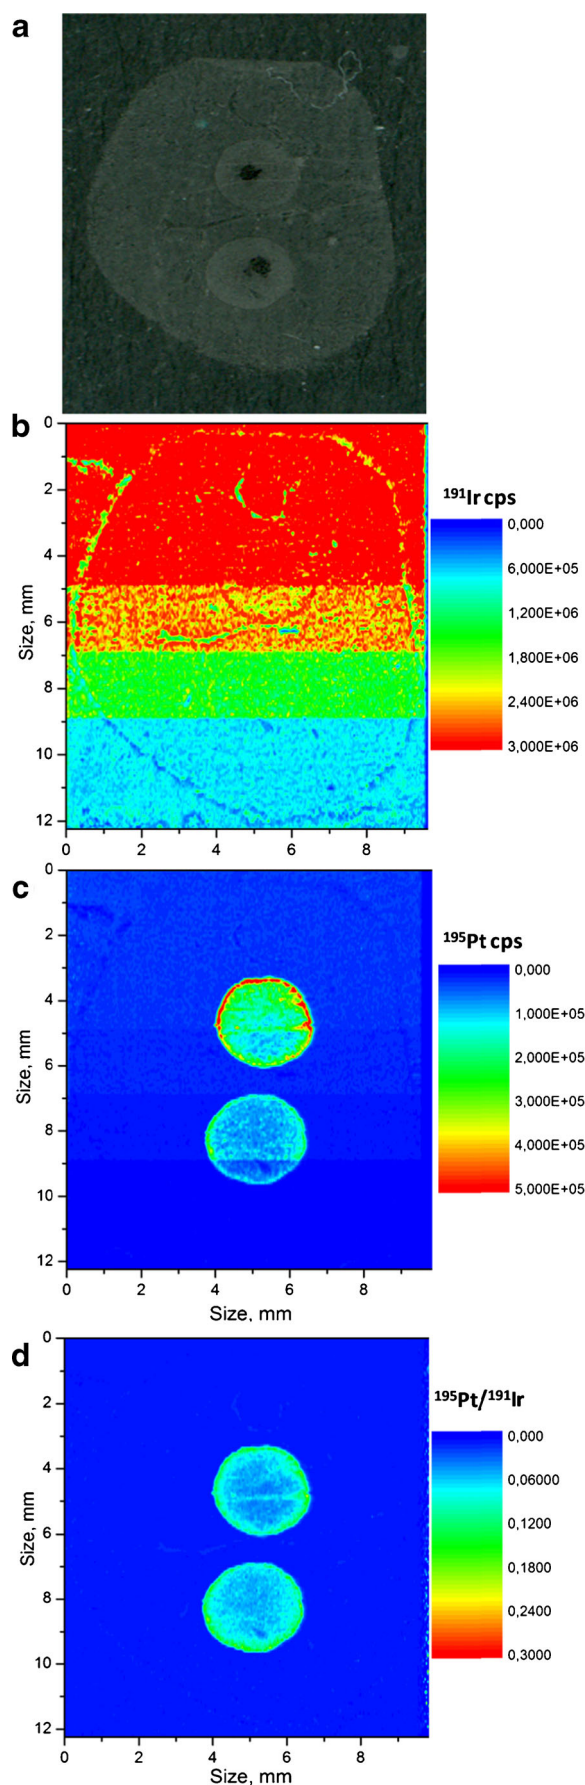 a
b
¹⁹¹Ir cps
0
2
4
6
8
10
12
Size, mm
0 2 4 6 8
0,000
6,000E+05
1,200E+06
1,800E+06
2,400E+06
3,000E+06
c
¹⁹⁵Pt cps
0
2
4
6
8
10
12
Size, mm
0 2 4 6 8
Size, mm
0,000
1,000E+05
2,000E+05
3,000E+05
4,000E+05
5,000E+05
d
¹⁹⁵Pt/¹⁹¹Ir
0
2
4
6
8
10
12
Size, mm
0 2 4 6 8
Size, mm
0,000
0,06000
0,1200
0,1800
0,2400
0,3000